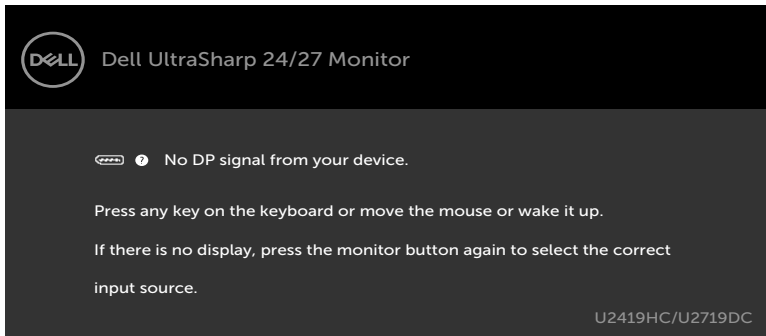 DELL
Dell UltraSharp 24/27 Monitor
? No DP signal from your device.
Press any key on the keyboard or move the mouse or wake it up.
If there is no display, press the monitor button again to select the correct
input source.
U2419HC/U2719DC